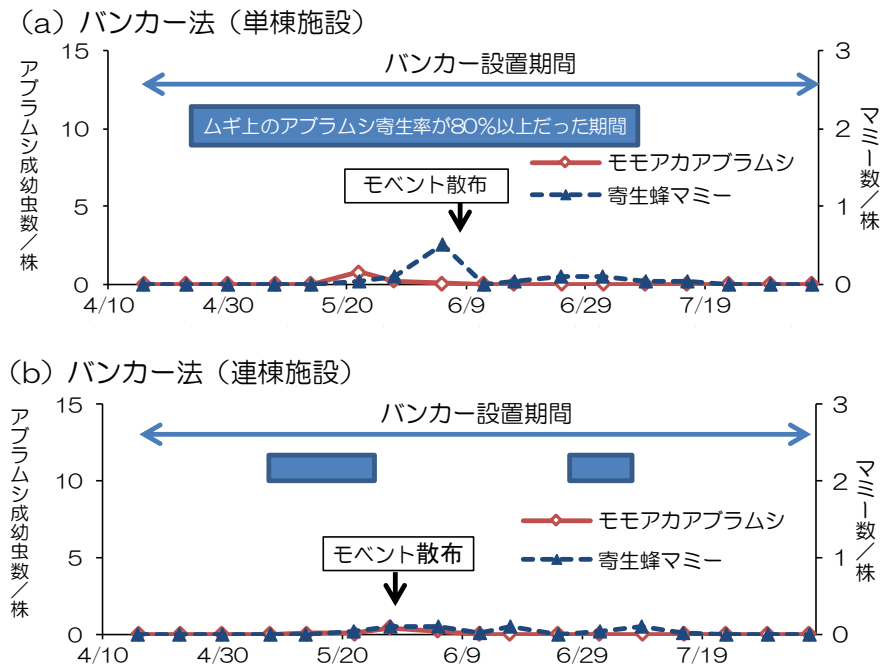 （a）バンカー法（単棟施設）
アブラムシ成幼虫数／株
15
10
5
0
バンカー設置期間
ムギ上のアブラムシ寄生率が80%以上だった期間
モモアカアブラムシ
寄生蜂マミー
モベント散布
3
2
1
0
マミー数／株
4/10 4/30 5/20 6/9 6/29 7/19
（b）バンカー法（連棟施設）
アブラムシ成幼虫数／株
15
10
5
0
バンカー設置期間
モモアカアブラムシ
寄生蜂マミー
モベント散布
3
2
1
0
マミー数／株
4/10 4/30 5/20 6/9 6/29 7/19